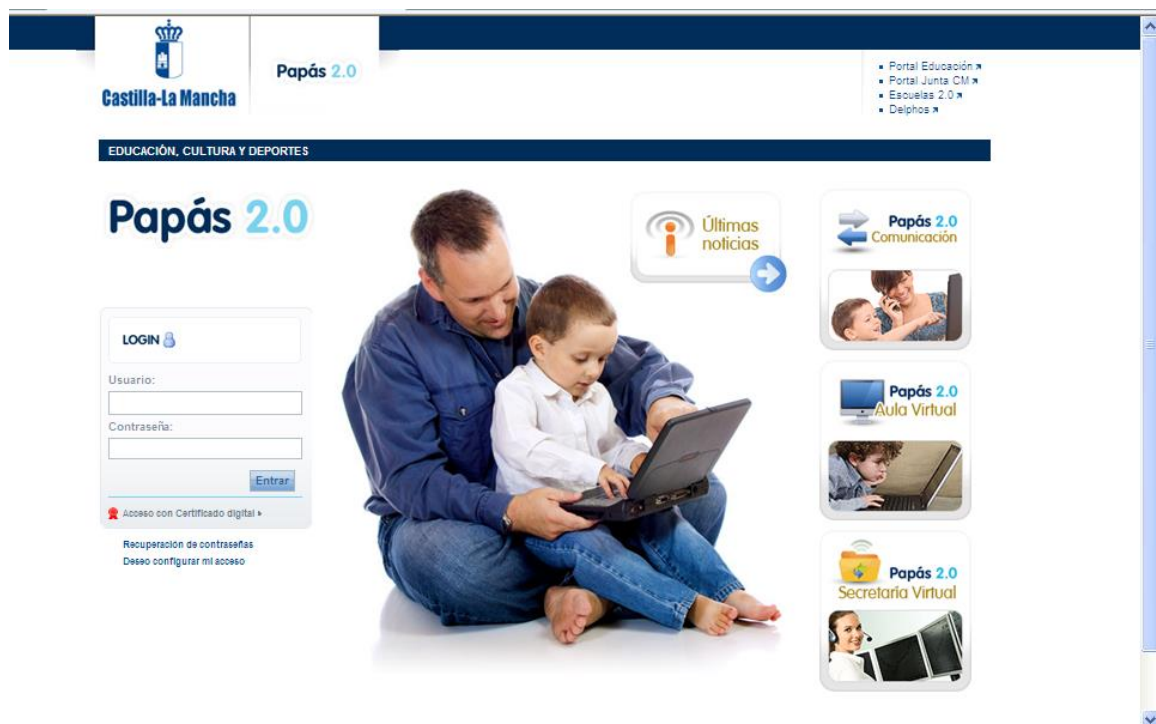 Castilla-La Mancha
Papás 2.0
Portal Educación
Portal Junta CM
Escuelas 2.0
Delphos
EDUCACIÓN, CULTURA Y DEPORTES
Papás 2.0
LOGIN
Usuario:
Contraseña:
Entrar
Acceso con Certificado digital
Recuperación de contraseñas
Deseo configurar mi acceso
Últimas
noticias
Papás 2.0
Comunicación
Papás 2.0
Aula Virtual
Papás 2.0
Secretaría Virtual